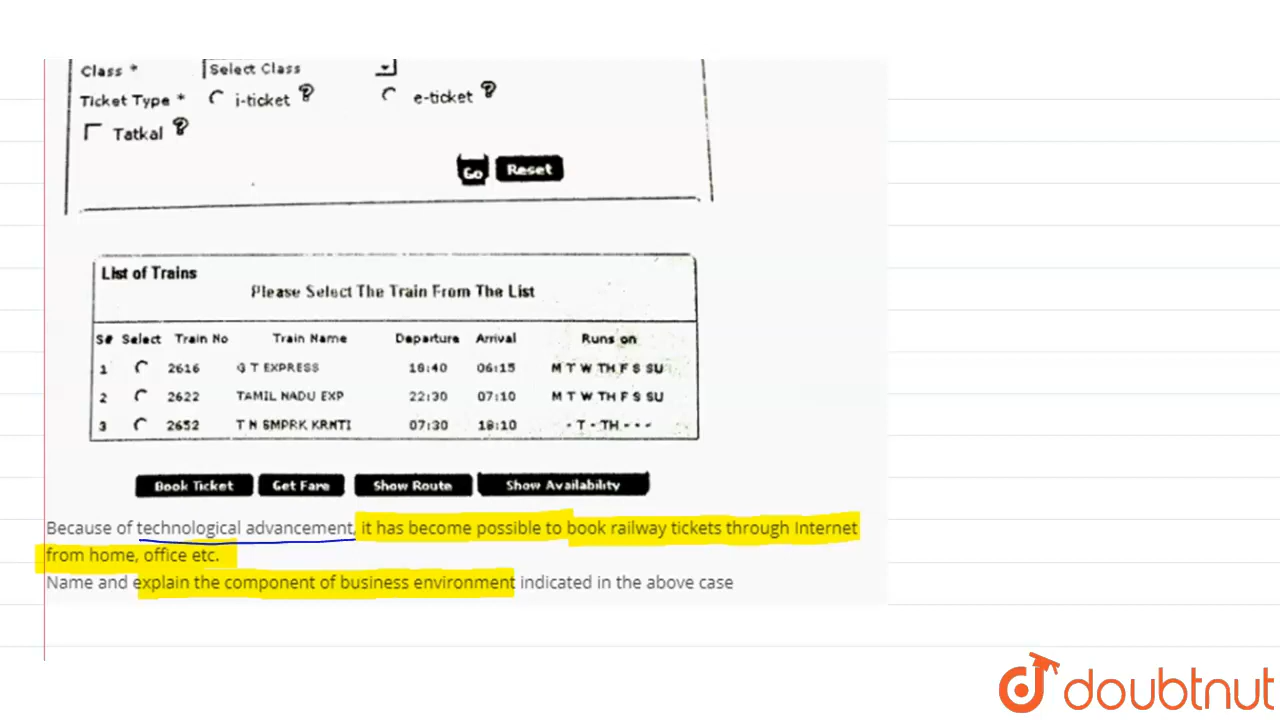 Class * Select Class
Ticket Type * i-ticket ? e-ticket ?
Tatkal ?
Go Reset
List of Trains
Please Select The Train From The List
S# Select Train No Train Name Departure Arrival Runs on
1 2616 G T EXPRESS 18:40 06:15 M T W TH F S SU
2 2622 TAMIL NADU EXP 22:30 07:10 M T W TH F S SU
3 2652 T N SMPRK KRNTI 07:30 18:10 - T - TH - - -
Book Ticket Get Fare Show Route Show Availability
Because of technological advancement, it has become possible to book railway tickets through Internet
from home, office etc.
Name and explain the component of business environment indicated in the above case
doubtnut